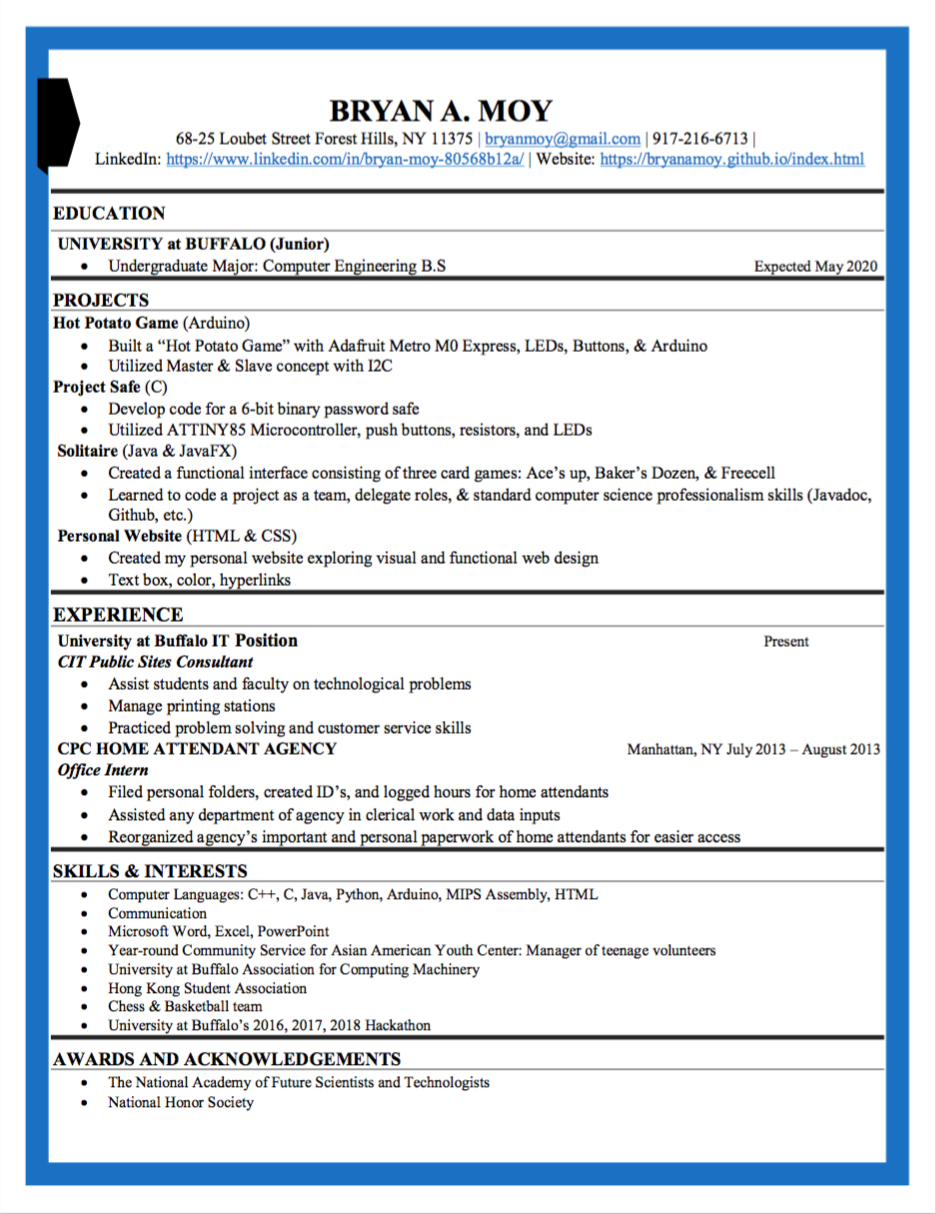 BRYAN A. MOY
68-25 Loubet Street Forest Hills, NY 11375 | bryanmoy@gmail.com | 917-216-6713 |
LinkedIn: https://www.linkedin.com/in/bryan-moy-80568b12a/ | Website: https://bryanamoy.github.io/index.html
EDUCATION
UNIVERSITY at BUFFALO (Junior)
• Undergraduate Major: Computer Engineering B.S Expected May 2020
PROJECTS
Hot Potato Game (Arduino)
• Built a “Hot Potato Game” with Adafruit Metro M0 Express, LEDs, Buttons, & Arduino
• Utilized Master & Slave concept with I2C
Project Safe (C)
• Develop code for a 6-bit binary password safe
• Utilized ATTINY85 Microcontroller, push buttons, resistors, and LEDs
Solitaire (Java & JavaFX)
• Created a functional interface consisting of three card games: Ace’s up, Baker’s Dozen, & Freecell
• Learned to code a project as a team, delegate roles, & standard computer science professionalism skills (Javadoc,
Github, etc.)
Personal Website (HTML & CSS)
• Created my personal website exploring visual and functional web design
• Text box, color, hyperlinks
EXPERIENCE
University at Buffalo IT Position Present
CIT Public Sites Consultant
• Assist students and faculty on technological problems
• Manage printing stations
• Practiced problem solving and customer service skills
CPC HOME ATTENDANT AGENCY Manhattan, NY July 2013 – August 2013
Office Intern
• Filed personal folders, created ID’s, and logged hours for home attendants
• Assisted any department of agency in clerical work and data inputs
• Reorganized agency’s important and personal paperwork of home attendants for easier access
SKILLS & INTERESTS
• Computer Languages: C++, C, Java, Python, Arduino, MIPS Assembly, HTML
• Communication
• Microsoft Word, Excel, PowerPoint
• Year-round Community Service for Asian American Youth Center: Manager of teenage volunteers
• University at Buffalo Association for Computing Machinery
• Hong Kong Student Association
• Chess & Basketball team
• University at Buffalo’s 2016, 2017, 2018 Hackathon
AWARDS AND ACKNOWLEDGEMENTS
• The National Academy of Future Scientists and Technologists
• National Honor Society